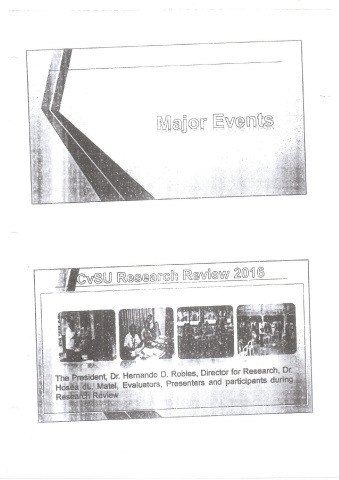 Major Events
CvSU Research Review 2016
The President, Dr. Hernando D. Robles, Director for Research, Dr.
Hosea dL. Matel, Evaluators, Presenters and participants during
Research Review